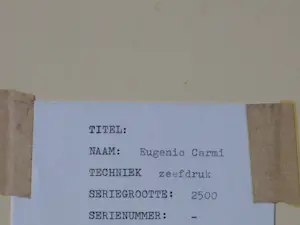 TITEL:
NAAM: Eugenio Carmi
TECHNIEK zeefdruk
SERIEGROOTTE: 2500
SERIENUMMER: -